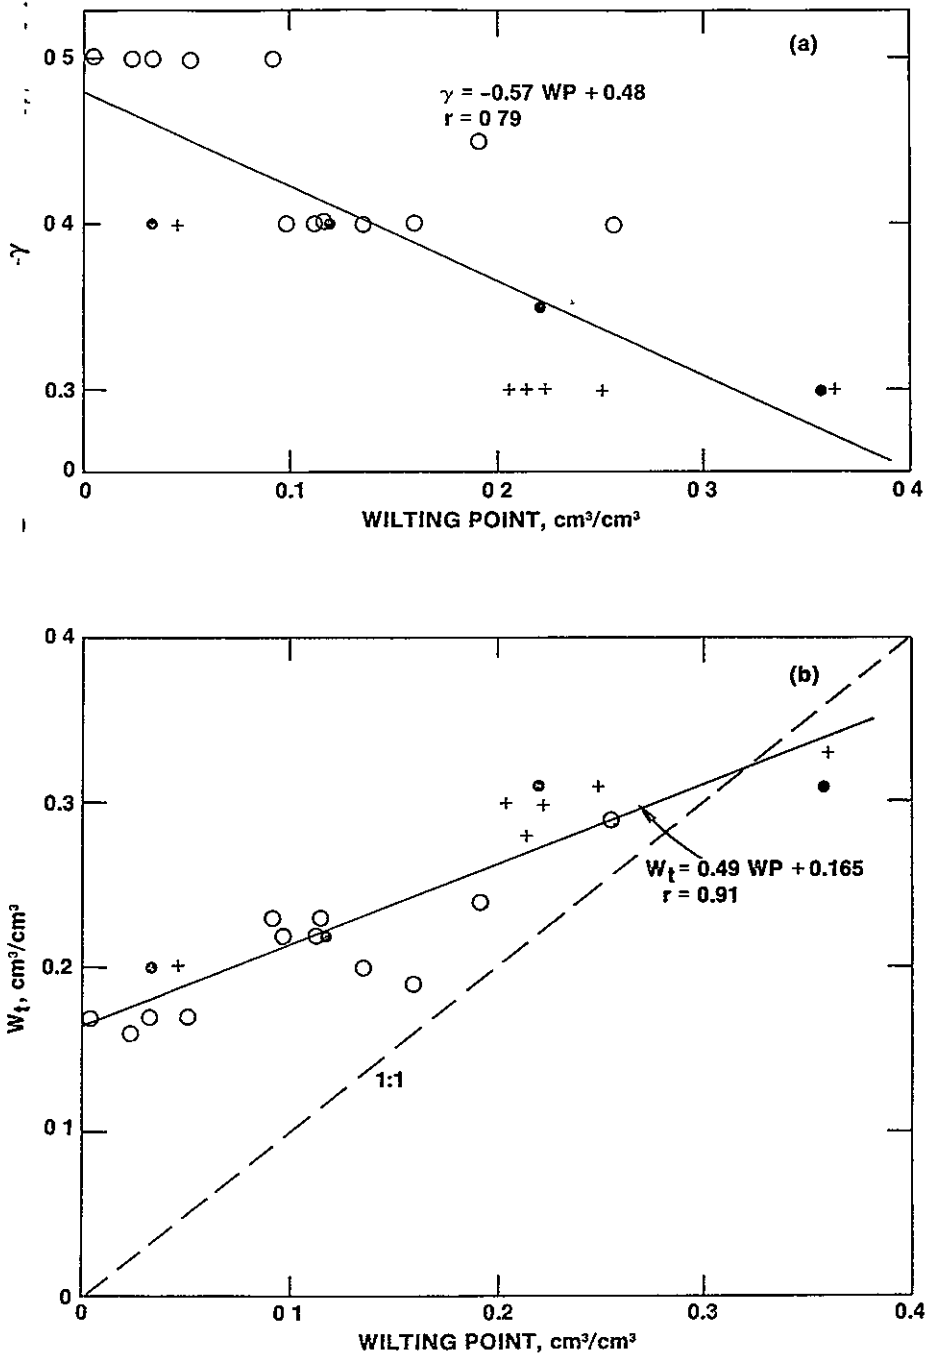 (a)
0 5
γ = -0.57 WP + 0.48
r = 0 79
0 4
-γ
0.3
0
0 0.1 0 2 0 3 0 4
WILTING POINT, cm³/cm³
0 4
(b)
0.3
Wt = 0.49 WP + 0.165
r = 0.91
0.2
Wt, cm³/cm³
1:1
0 1
0
0 0 1 0.2 0.3 0.4
WILTING POINT, cm³/cm³